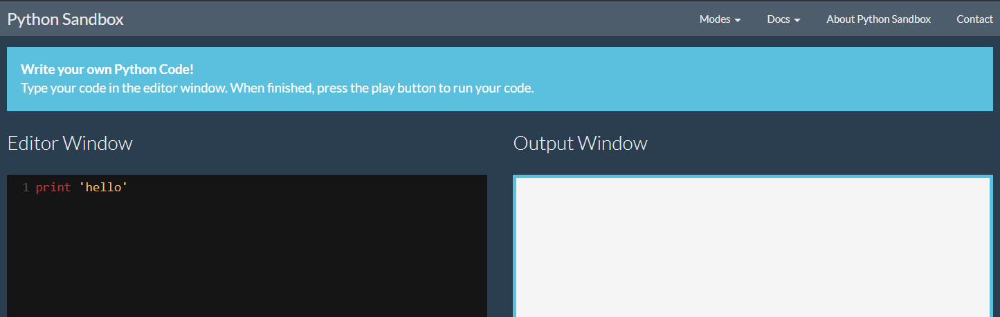 Python Sandbox
Modes Docs About Python Sandbox Contact
Write your own Python Code!
Type your code in the editor window. When finished, press the play button to run your code.
Editor Window
Output Window
1 print 'hello'